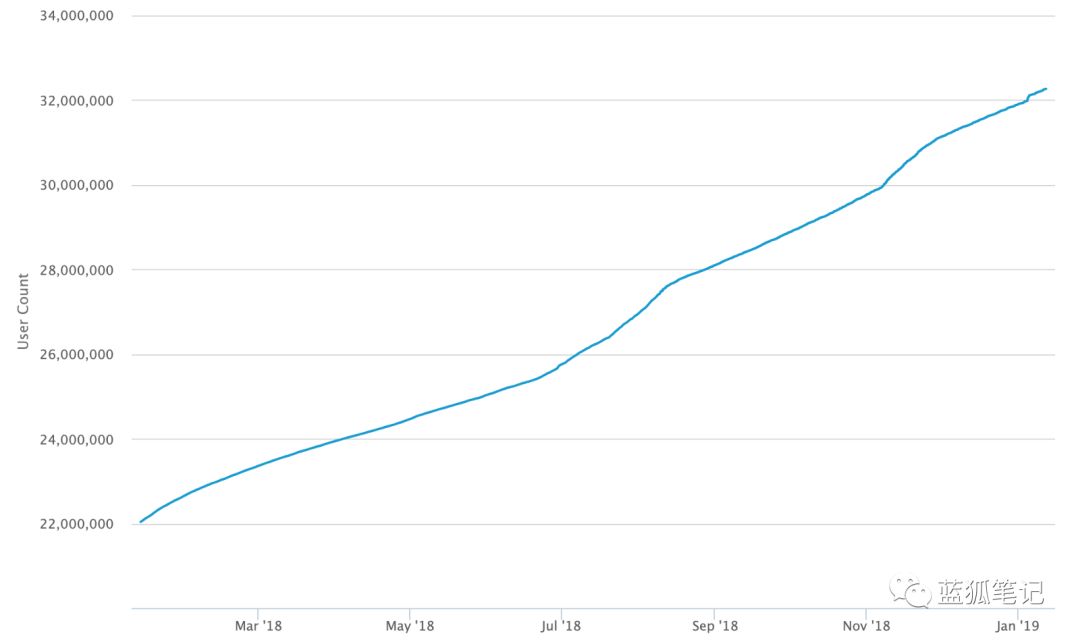 34,000,000
32,000,000
30,000,000
28,000,000
26,000,000
24,000,000
22,000,000
User Count
Mar '18
May '18
Jul '18
Sep '18
Nov '18
Jan '19
蓝狐笔记